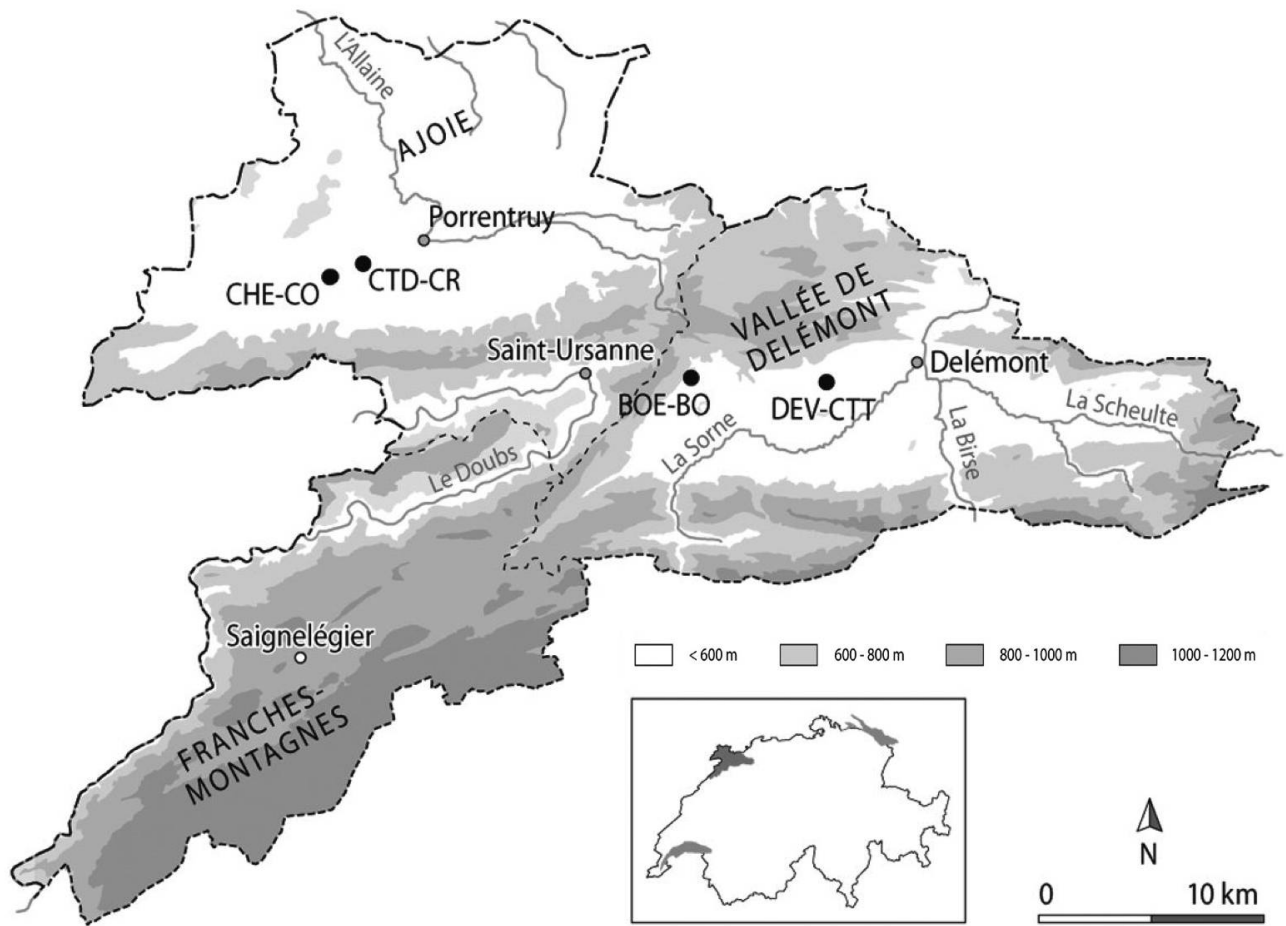 L'Allaine
AJOIE
Porrentruy
CHE-CO
CTD-CR
VALLÉE DE
DELÉMONT
Saint-Ursanne
Delémont
BOE-BO
DEV-CTT
La Scheulte
La Sorne
La Birse
Le Doubs
Saignelégier
FRANCHES-
MONTAGNES
< 600 m
600 - 800 m
800 - 1000 m
1000 - 1200 m
N
0 10 km